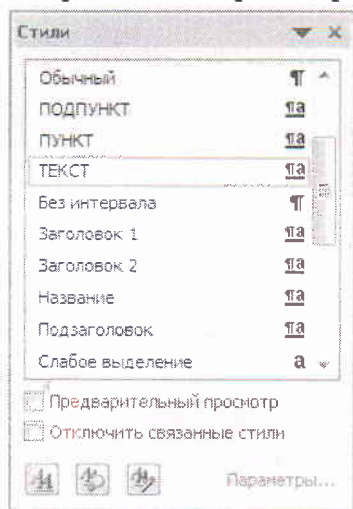 Стили
Обычный ¶
ПОДПУНКТ ¶a
ПУНКТ ¶a
ТЕКСТ ¶a
Без интервала ¶
Заголовок 1 ¶a
Заголовок 2 ¶a
Название ¶a
Подзаголовок ¶a
Слабое выделение a
Предварительный просмотр
Отключить связанные стили
Параметры...